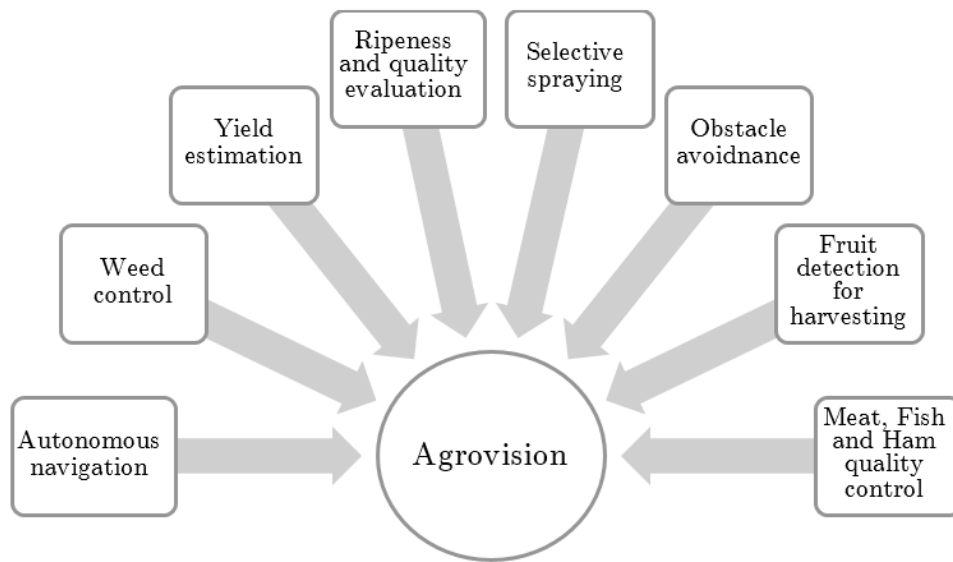 Ripeness
and quality
evaluation
Selective
spraying
Yield
estimation
Obstacle
avoidnance
Weed
control
Fruit
detection
for
harvesting
Autonomous
navigation
Agrovision
Meat, Fish
and Ham
quality
control